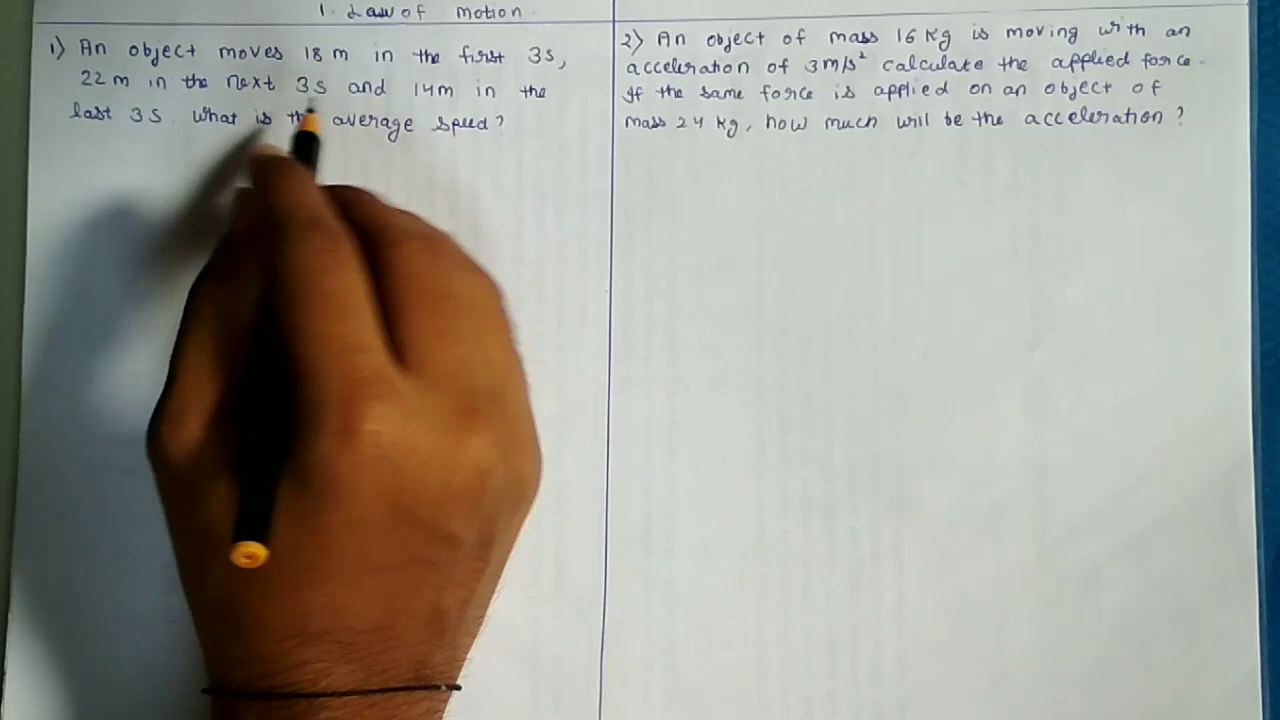 1. Law of motion
1) An object moves 18 m in the first 3s,
22 m in the next 3s and 14m in the
last 3s. What is the average speed?
2) An object of mass 16 Kg is moving with an
acceleration of 3m/s² calculate the applied force.
If the same force is applied on an object of
mass 24 kg, how much will be the acceleration?